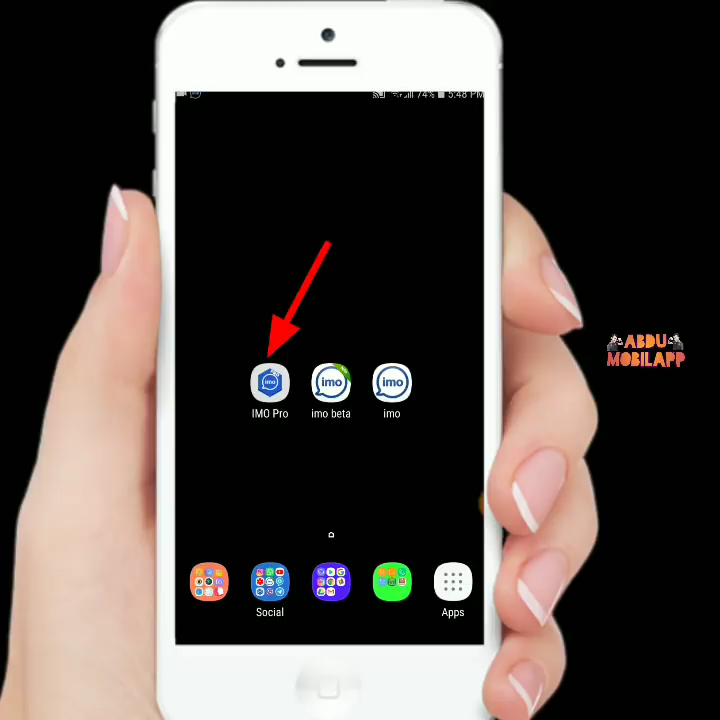 74% 5:48 PM
imo
imo
imo
IMO Pro
imo beta
imo
ABDU
MOBILAPP
Social
Apps